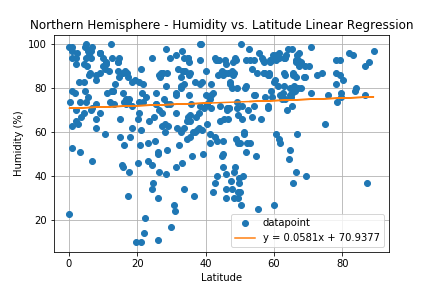 Northern Hemisphere - Humidity vs. Latitude Linear Regression
100
80
60
40
20
Humidity (%)
0
20
40
60
80
Latitude
datapoint
y = 0.0581x + 70.9377